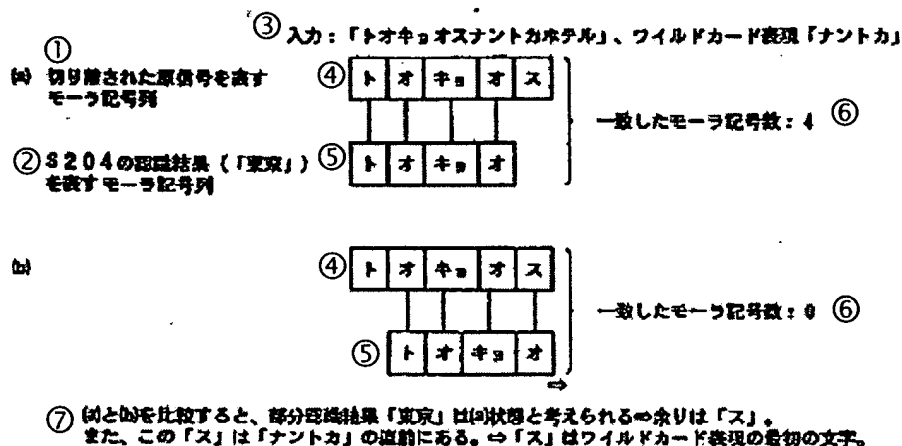 ③ 入力：「トオキョオスナントカホテル」、ワイルドカード表現「ナントカ」
①
(a) 切り離された原信号を表す
モーラ記号列
④ ト オ キョ オ ス
一致したモーラ記号数：4 ⑥
② S204の認識結果（「東京」）
を表すモーラ記号列
⑤ ト オ キョ オ
(b)
④ ト オ キョ オ ス
一致したモーラ記号数：0 ⑥
⑤ ト オ キョ オ
⇨
⑦ (a)と(b)を比較すると、部分認識結果「東京」は(a)状態と考えられる⇨余りは「ス」。
また、この「ス」は「ナントカ」の直前にある。⇔「ス」はワイルドカード表現の最初の文字。